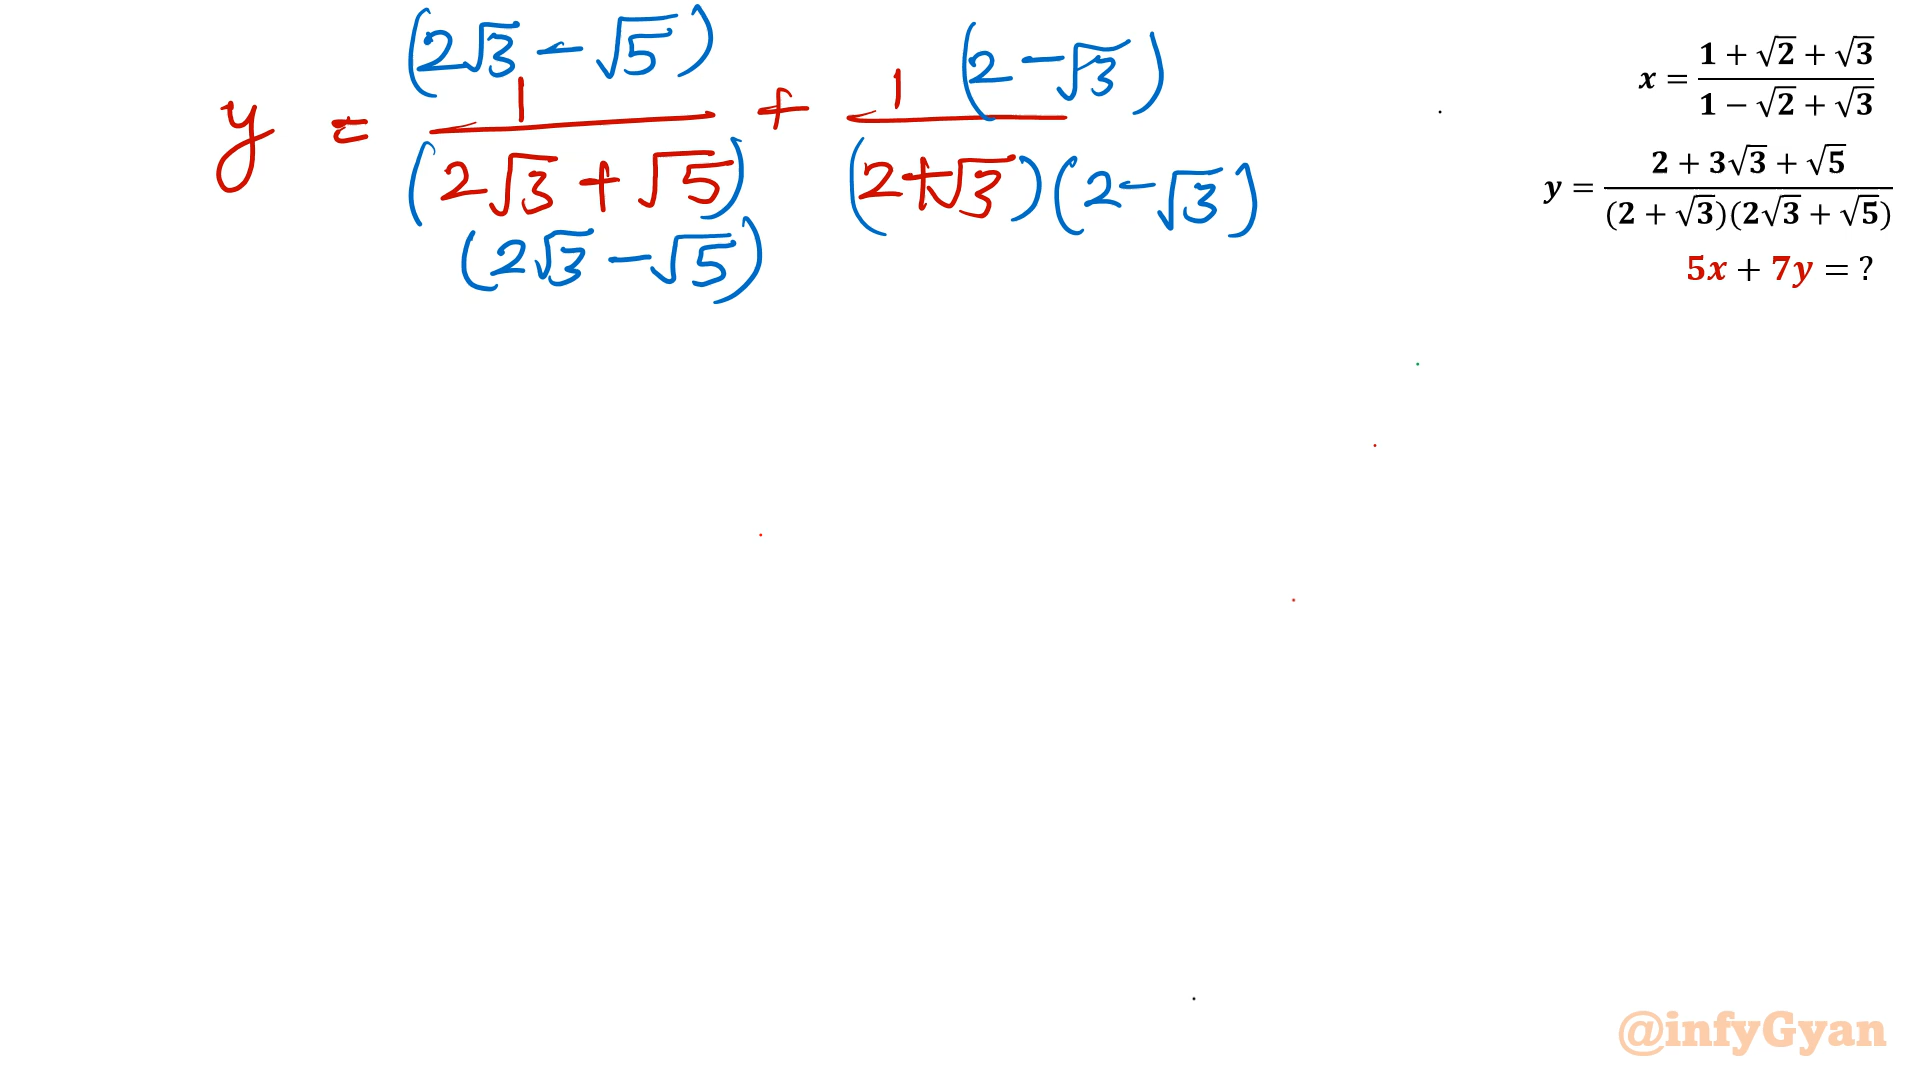 (2√3 − √5) (2 − √3)
y = 1/(2√3 + √5) + 1/(2 + √3)(2 − √3)
(2√3 − √5)
x = (1 + √2 + √3)/(1 − √2 + √3)
y = (2 + 3√3 + √5)/((2 + √3)(2√3 + √5))
5x + 7y = ?
@infyGyan